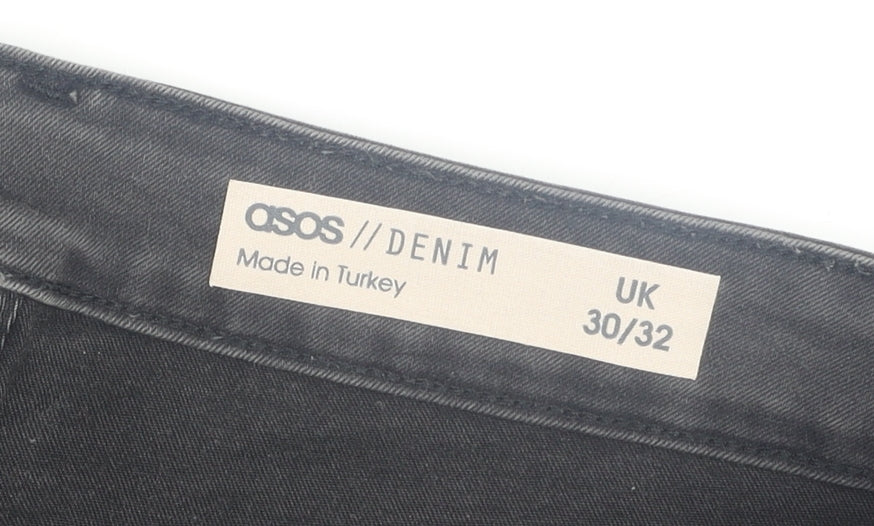 asos // DENIM
Made in Turkey
UK
30/32